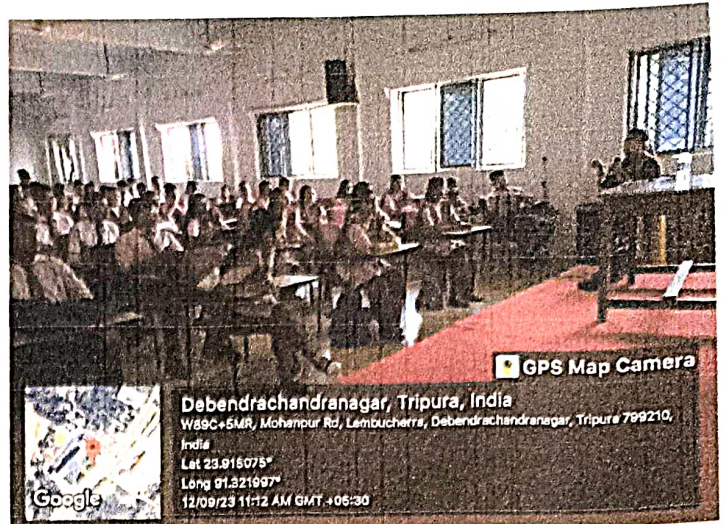 GPS Map Camera
Debendrachandranagar, Tripura, India
W89C+5MR, Mohanpur Rd, Lembucherra, Debendrachandranagar, Tripura 799210,
India
Lat 23.915075°
Long 91.321997°
12/09/23 11:12 AM GMT +05:30
Google